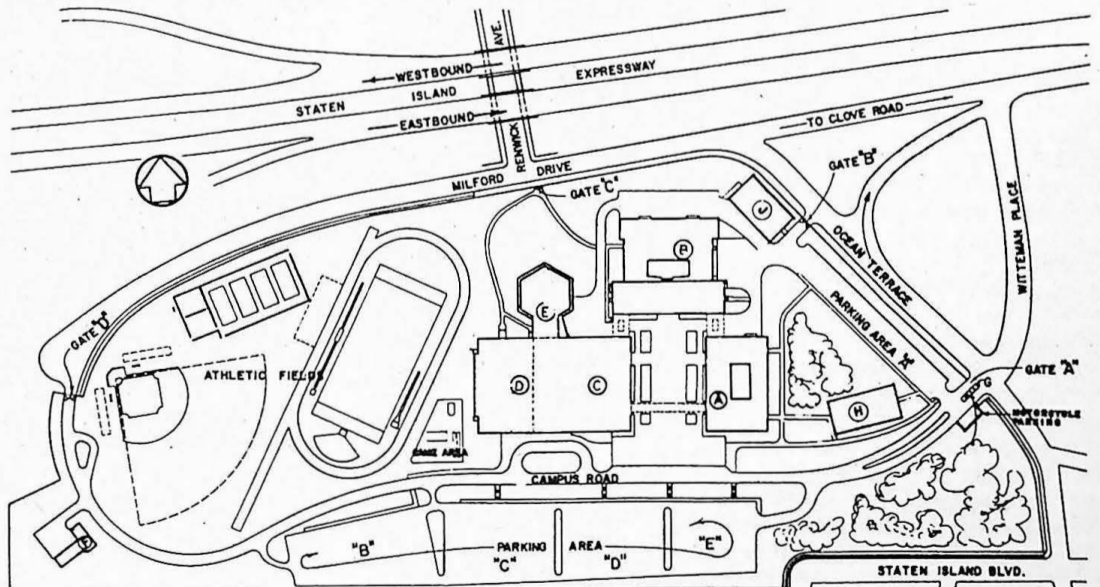 AVE.
WESTBOUND
EXPRESSWAY
STATEN ISLAND
EASTBOUND
RENWICK
TO CLOVE ROAD
MILFORD DRIVE
GATE "C"
GATE "B"
J
B
OCEAN TERRACE
WITTEMAN PLACE
E
PARKING AREA "A"
GATE "D"
GATE "A"
G
ATHLETIC FIELDS
D
C
A
H
MOTORCYCLE
PARKING
GAME AREA
CAMPUS ROAD
F
"B"
PARKING AREA
"C"
"D"
"E"
STATEN ISLAND BLVD.